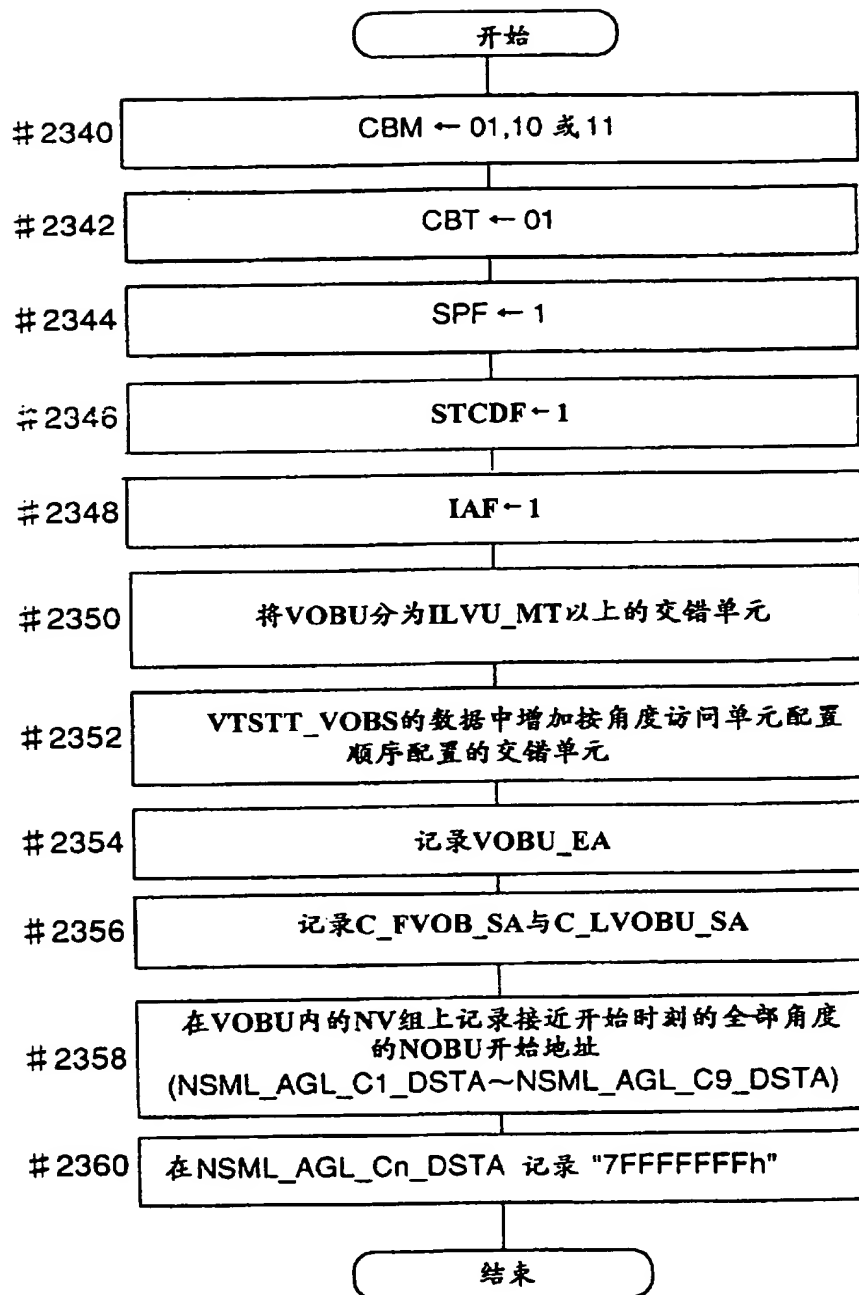 开始
#2340
CBM ← 01,10 或 11
#2342
CBT ← 01
#2344
SPF ← 1
#2346
STCDF←1
#2348
IAF←1
#2350
将VOBU分为ILVU_MT以上的交错单元
#2352
VTSTT_VOBS的数据中增加按角度访问单元配置
顺序配置的交错单元
#2354
记录VOBU_EA
#2356
记录C_FVOB_SA与C_LVOBU_SA
#2358
在VOBU内的NV组上记录接近开始时刻的全部角度
的NOBU开始地址
(NSML_AGL_C1_DSTA~NSML_AGL_C9_DSTA)
#2360
在NSML_AGL_Cn_DSTA 记录 "7FFFFFFFh"
结束